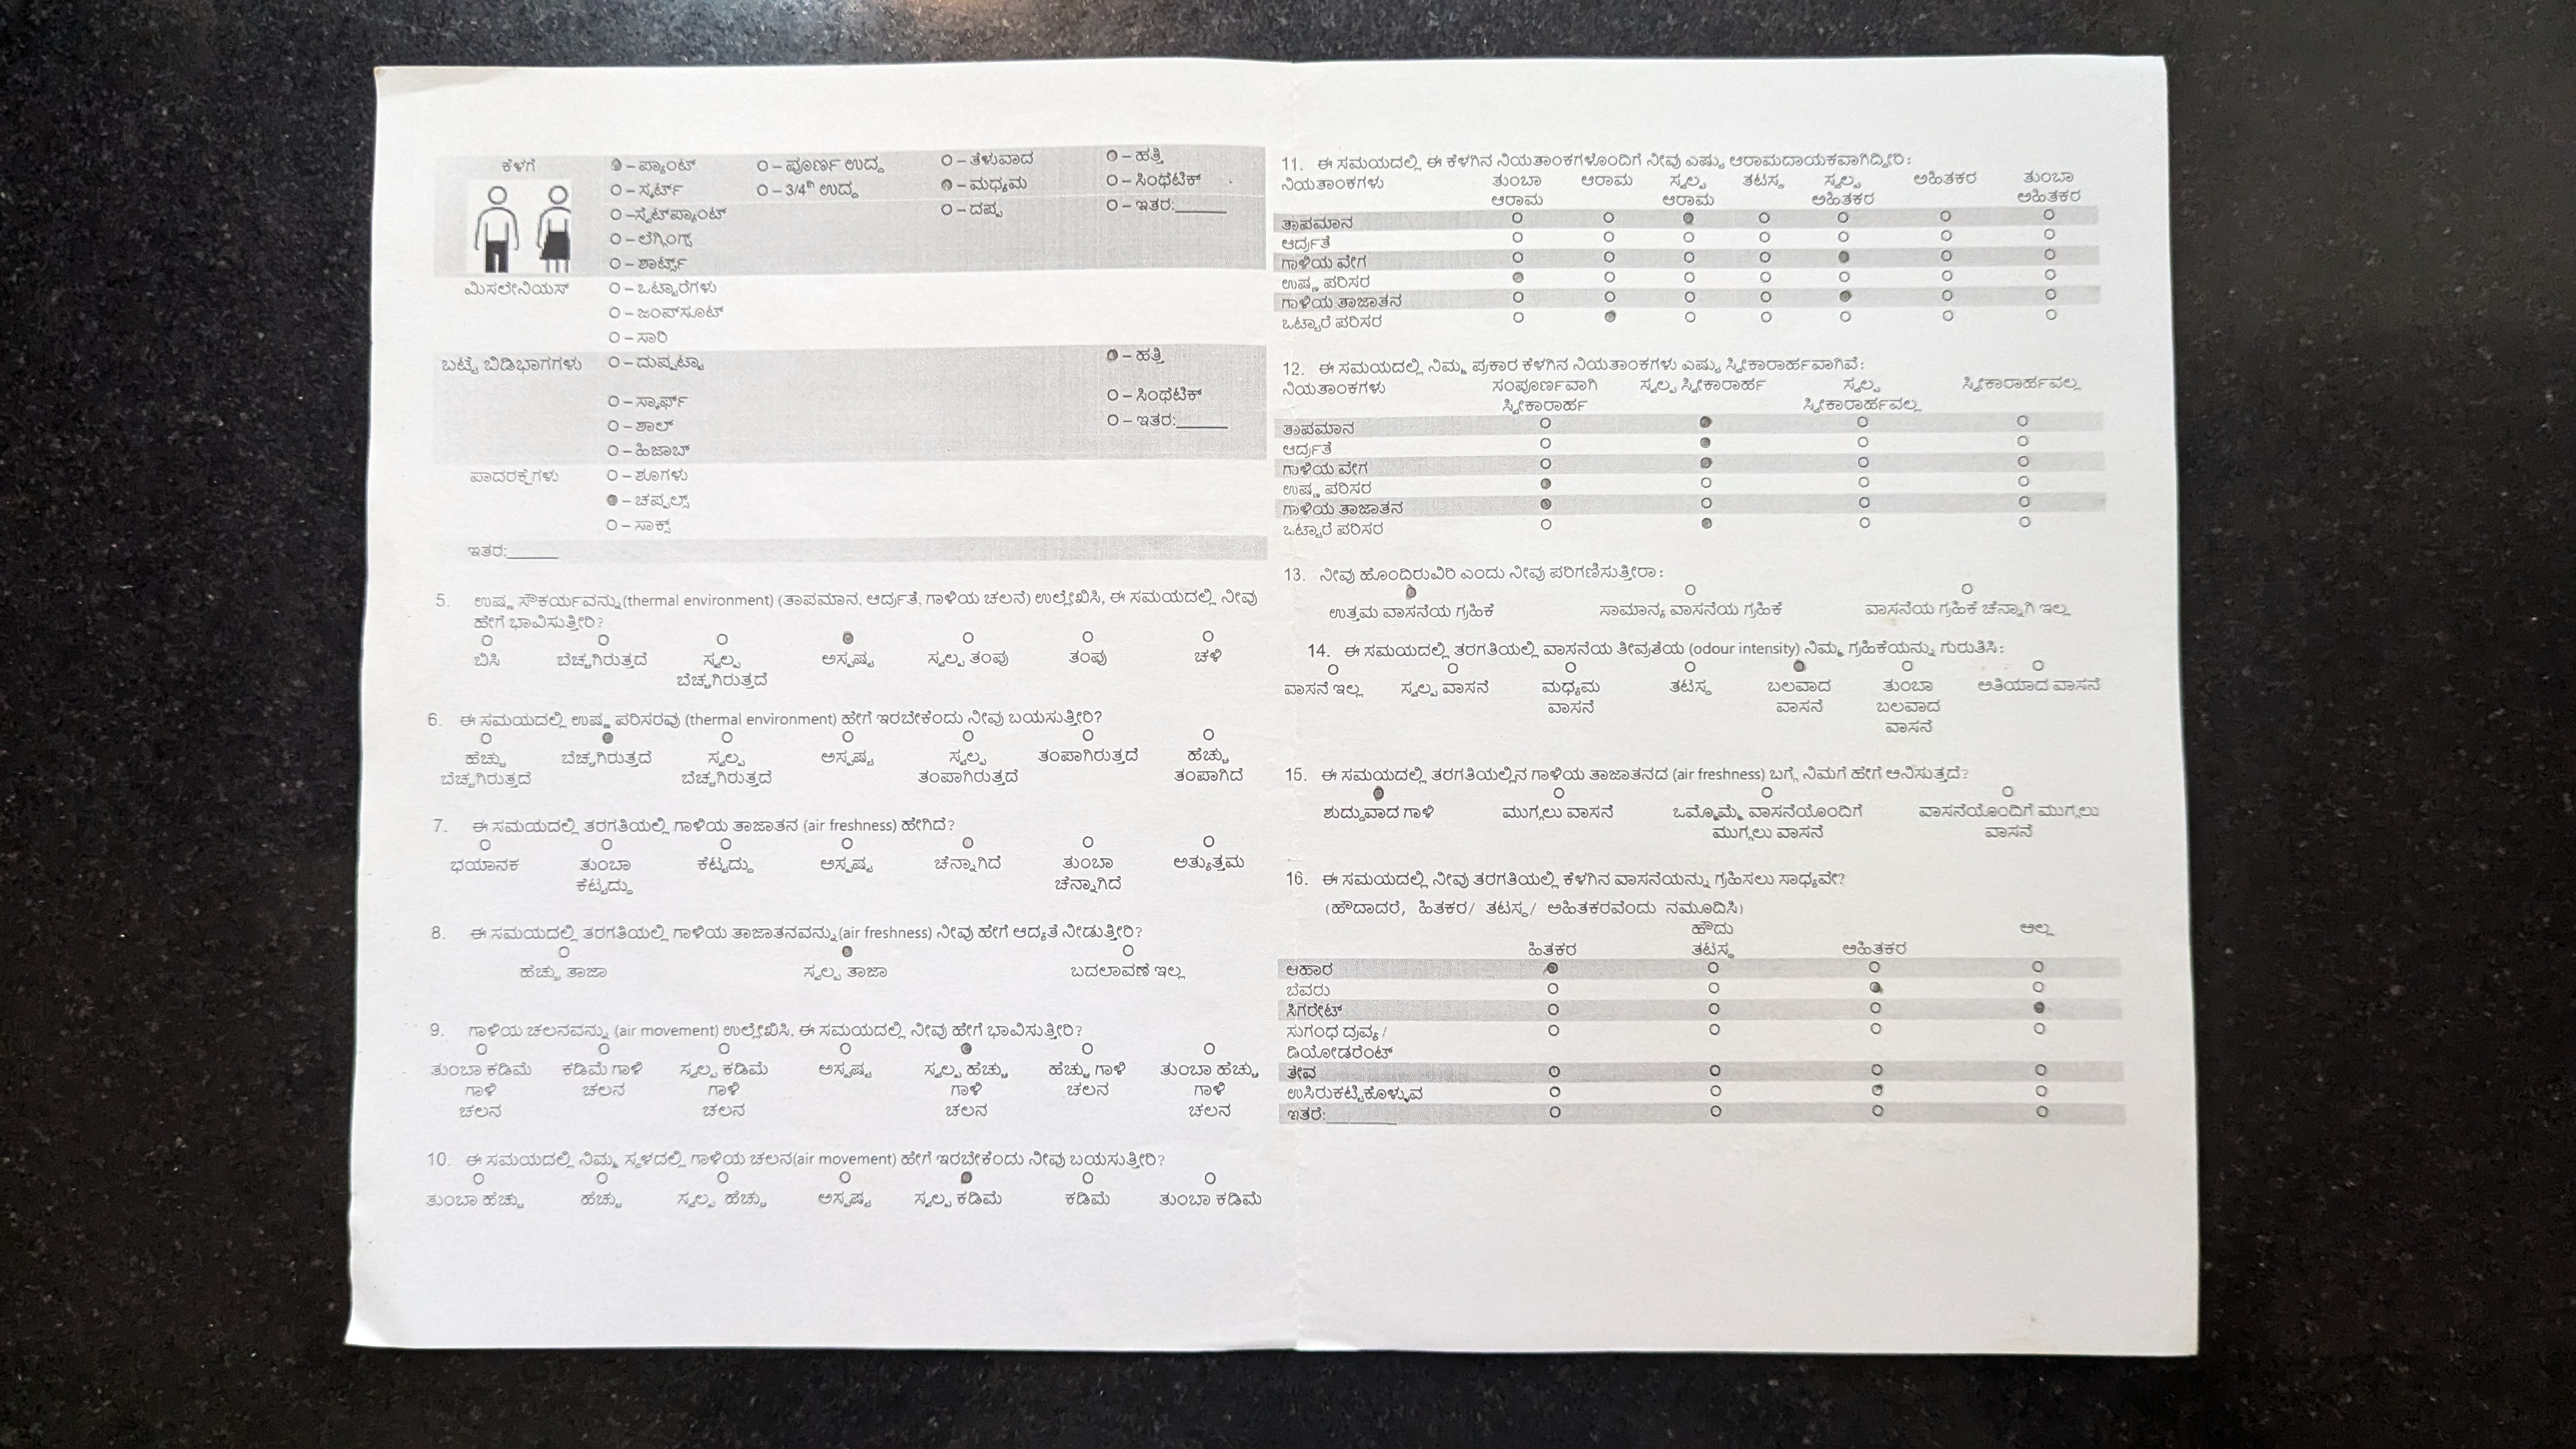 ಕೆಳಗೆ
– ಪ್ಯಾಂಟ್ O – ಪೂರ್ಣ ಉದ್ದ O – ತೆಳುವಾದ – ಹತ್ತಿ
O – ಸ್ಕರ್ಟ್ O – 3/4th ಉದ್ದ – ಮಧ್ಯಮ O – ಸಿಂಥೆಟಿಕ್
O –ಸ್ವೆಟ್‌ಪ್ಯಾಂಟ್ O – ದಪ್ಪ O – ಇತರ:______
O – ಲೆಗ್ಗಿಂಗ್ಸ್
O – ಶಾರ್ಟ್ಸ್
ಮಿಸಲೇನಿಯಸ್ O – ಒಟ್ಟಾರೆಗಳು
O – ಜಂಪ್‌ಸೂಟ್
O – ಸಾರಿ
ಬಟ್ಟೆ ಬಿಡಿಭಾಗಗಳು O – ದುಪ್ಪಟ್ಟಾ – ಹತ್ತಿ
O – ಸ್ಕಾರ್ಫ್ O – ಸಿಂಥೆಟಿಕ್
O – ಶಾಲ್ O – ಇತರ:______
O – ಹಿಜಾಬ್
ಪಾದರಕ್ಷೆಗಳು O – ಶೂಗಳು
– ಚಪ್ಪಲ್ಸ್
O – ಸಾಕ್ಸ್
ಇತರ:______
5. ಉಷ್ಣ ಸೌಕರ್ಯವನ್ನು (thermal environment) (ತಾಪಮಾನ, ಆರ್ದ್ರತೆ, ಗಾಳಿಯ ಚಲನೆ) ಉಲ್ಲೇಖಿಸಿ, ಈ ಸಮಯದಲ್ಲಿ ನೀವು
ಹೇಗೆ ಭಾವಿಸುತ್ತೀರಿ?
ಬಿಸಿ ಬೆಚ್ಚಗಿರುತ್ತದೆ ಸ್ವಲ್ಪ ಅಸ್ಪಷ್ಟ ಸ್ವಲ್ಪ ತಂಪು ತಂಪು ಚಳಿ
ಬೆಚ್ಚಗಿರುತ್ತದೆ
6. ಈ ಸಮಯದಲ್ಲಿ ಉಷ್ಣ ಪರಿಸರವು (thermal environment) ಹೇಗೆ ಇರಬೇಕೆಂದು ನೀವು ಬಯಸುತ್ತೀರಿ?
ಹೆಚ್ಚು ಬೆಚ್ಚಗಿರುತ್ತದೆ ಸ್ವಲ್ಪ ಅಸ್ಪಷ್ಟ ಸ್ವಲ್ಪ ತಂಪಾಗಿರುತ್ತದೆ ಹೆಚ್ಚು
ಬೆಚ್ಚಗಿರುತ್ತದೆ ಬೆಚ್ಚಗಿರುತ್ತದೆ ತಂಪಾಗಿರುತ್ತದೆ ತಂಪಾಗಿದೆ
7. ಈ ಸಮಯದಲ್ಲಿ ತರಗತಿಯಲ್ಲಿ ಗಾಳಿಯ ತಾಜಾತನ (air freshness) ಹೇಗಿದೆ?
ಭಯಾನಕ ತುಂಬಾ ಕೆಟ್ಟದ್ದು ಅಸ್ಪಷ್ಟ ಚೆನ್ನಾಗಿದೆ ತುಂಬಾ ಅತ್ಯುತ್ತಮ
ಕೆಟ್ಟದ್ದು ಚೆನ್ನಾಗಿದೆ
8. ಈ ಸಮಯದಲ್ಲಿ ತರಗತಿಯಲ್ಲಿ ಗಾಳಿಯ ತಾಜಾತನವನ್ನು (air freshness) ನೀವು ಹೇಗೆ ಆದ್ಯತೆ ನೀಡುತ್ತೀರಿ?
ಹೆಚ್ಚು ತಾಜಾ ಸ್ವಲ್ಪ ತಾಜಾ ಬದಲಾವಣೆ ಇಲ್ಲ
9. ಗಾಳಿಯ ಚಲನವನ್ನು (air movement) ಉಲ್ಲೇಖಿಸಿ, ಈ ಸಮಯದಲ್ಲಿ ನೀವು ಹೇಗೆ ಭಾವಿಸುತ್ತೀರಿ?
ತುಂಬಾ ಕಡಿಮೆ ಕಡಿಮೆ ಗಾಳಿ ಸ್ವಲ್ಪ ಕಡಿಮೆ ಅಸ್ಪಷ್ಟ ಸ್ವಲ್ಪ ಹೆಚ್ಚು ಹೆಚ್ಚು ಗಾಳಿ ತುಂಬಾ ಹೆಚ್ಚು
ಗಾಳಿ ಚಲನ ಗಾಳಿ ಗಾಳಿ ಚಲನ ಗಾಳಿ
ಚಲನ ಚಲನ ಚಲನ ಚಲನ
10. ಈ ಸಮಯದಲ್ಲಿ ನಿಮ್ಮ ಸ್ಥಳದಲ್ಲಿ ಗಾಳಿಯ ಚಲನ(air movement) ಹೇಗೆ ಇರಬೇಕೆಂದು ನೀವು ಬಯಸುತ್ತೀರಿ?
ತುಂಬಾ ಹೆಚ್ಚು ಹೆಚ್ಚು ಸ್ವಲ್ಪ ಹೆಚ್ಚು ಅಸ್ಪಷ್ಟ ಸ್ವಲ್ಪ ಕಡಿಮೆ ಕಡಿಮೆ ತುಂಬಾ ಕಡಿಮೆ
11. ಈ ಸಮಯದಲ್ಲಿ ಈ ಕೆಳಗಿನ ನಿಯತಾಂಕಗಳೊಂದಿಗೆ ನೀವು ಎಷ್ಟು ಆರಾಮದಾಯಕವಾಗಿದ್ದೀರಿ:
ನಿಯತಾಂಕಗಳು ತುಂಬಾ ಆರಾಮ ಸ್ವಲ್ಪ ತಟಸ್ಥ ಸ್ವಲ್ಪ ಅಹಿತಕರ ತುಂಬಾ
ಆರಾಮ ಆರಾಮ ಅಹಿತಕರ ಅಹಿತಕರ
ತಾಪಮಾನ
ಆರ್ದ್ರತೆ
ಗಾಳಿಯ ವೇಗ
ಉಷ್ಣ ಪರಿಸರ
ಗಾಳಿಯ ತಾಜಾತನ
ಒಟ್ಟಾರೆ ಪರಿಸರ
12. ಈ ಸಮಯದಲ್ಲಿ ನಿಮ್ಮ ಪ್ರಕಾರ ಕೆಳಗಿನ ನಿಯತಾಂಕಗಳು ಎಷ್ಟು ಸ್ವೀಕಾರಾರ್ಹವಾಗಿವೆ:
ನಿಯತಾಂಕಗಳು ಸಂಪೂರ್ಣವಾಗಿ ಸ್ವಲ್ಪ ಸ್ವೀಕಾರಾರ್ಹ ಸ್ವಲ್ಪ ಸ್ವೀಕಾರಾರ್ಹವಲ್ಲ
ಸ್ವೀಕಾರಾರ್ಹ ಸ್ವೀಕಾರಾರ್ಹವಲ್ಲ
ತಾಪಮಾನ
ಆರ್ದ್ರತೆ
ಗಾಳಿಯ ವೇಗ
ಉಷ್ಣ ಪರಿಸರ
ಗಾಳಿಯ ತಾಜಾತನ
ಒಟ್ಟಾರೆ ಪರಿಸರ
13. ನೀವು ಹೊಂದಿರುವಿರಿ ಎಂದು ನೀವು ಪರಿಗಣಿಸುತ್ತೀರಾ:
ಉತ್ತಮ ವಾಸನೆಯ ಗ್ರಹಿಕೆ ಸಾಮಾನ್ಯ ವಾಸನೆಯ ಗ್ರಹಿಕೆ ವಾಸನೆಯ ಗ್ರಹಿಕೆ ಚೆನ್ನಾಗಿ ಇಲ್ಲ
14. ಈ ಸಮಯದಲ್ಲಿ ತರಗತಿಯಲ್ಲಿ ವಾಸನೆಯ ತೀವ್ರತೆಯ (odour intensity) ನಿಮ್ಮ ಗ್ರಹಿಕೆಯನ್ನು ಗುರುತಿಸಿ:
ವಾಸನೆ ಇಲ್ಲ ಸ್ವಲ್ಪ ವಾಸನೆ ಮಧ್ಯಮ ತಟಸ್ಥ ಬಲವಾದ ತುಂಬಾ ಅತಿಯಾದ ವಾಸನೆ
ವಾಸನೆ ವಾಸನೆ ಬಲವಾದ
ವಾಸನೆ
15. ಈ ಸಮಯದಲ್ಲಿ ತರಗತಿಯಲ್ಲಿನ ಗಾಳಿಯ ತಾಜಾತನದ (air freshness) ಬಗ್ಗೆ ನಿಮಗೆ ಹೇಗೆ ಅನಿಸುತ್ತದೆ?
ಶುದ್ಧವಾದ ಗಾಳಿ ಮುಗ್ಗಲು ವಾಸನೆ ಒಮ್ಮೊಮ್ಮೆ ವಾಸನೆಯೊಂದಿಗೆ ವಾಸನೆಯೊಂದಿಗೆ ಮುಗ್ಗಲು
ಮುಗ್ಗಲು ವಾಸನೆ ವಾಸನೆ
16. ಈ ಸಮಯದಲ್ಲಿ ನೀವು ತರಗತಿಯಲ್ಲಿ ಕೆಳಗಿನ ವಾಸನೆಯನ್ನು ಗ್ರಹಿಸಲು ಸಾಧ್ಯವೇ?
(ಹೌದಾದರೆ, ಹಿತಕರ/ ತಟಸ್ಥ/ ಅಹಿತಕರವೆಂದು ನಮೂದಿಸಿ)
ಹೌದು ಅಲ್ಲ
ಹಿತಕರ ತಟಸ್ಥ ಅಹಿತಕರ
ಆಹಾರ
ಬೆವರು
ಸಿಗರೇಟ್
ಸುಗಂಧ ದ್ರವ್ಯ /
ಡಿಯೋಡರೆಂಟ್
ತೇವ
ಉಸಿರುಕಟ್ಟಿಕೊಳ್ಳುವ
ಇತರೆ:________